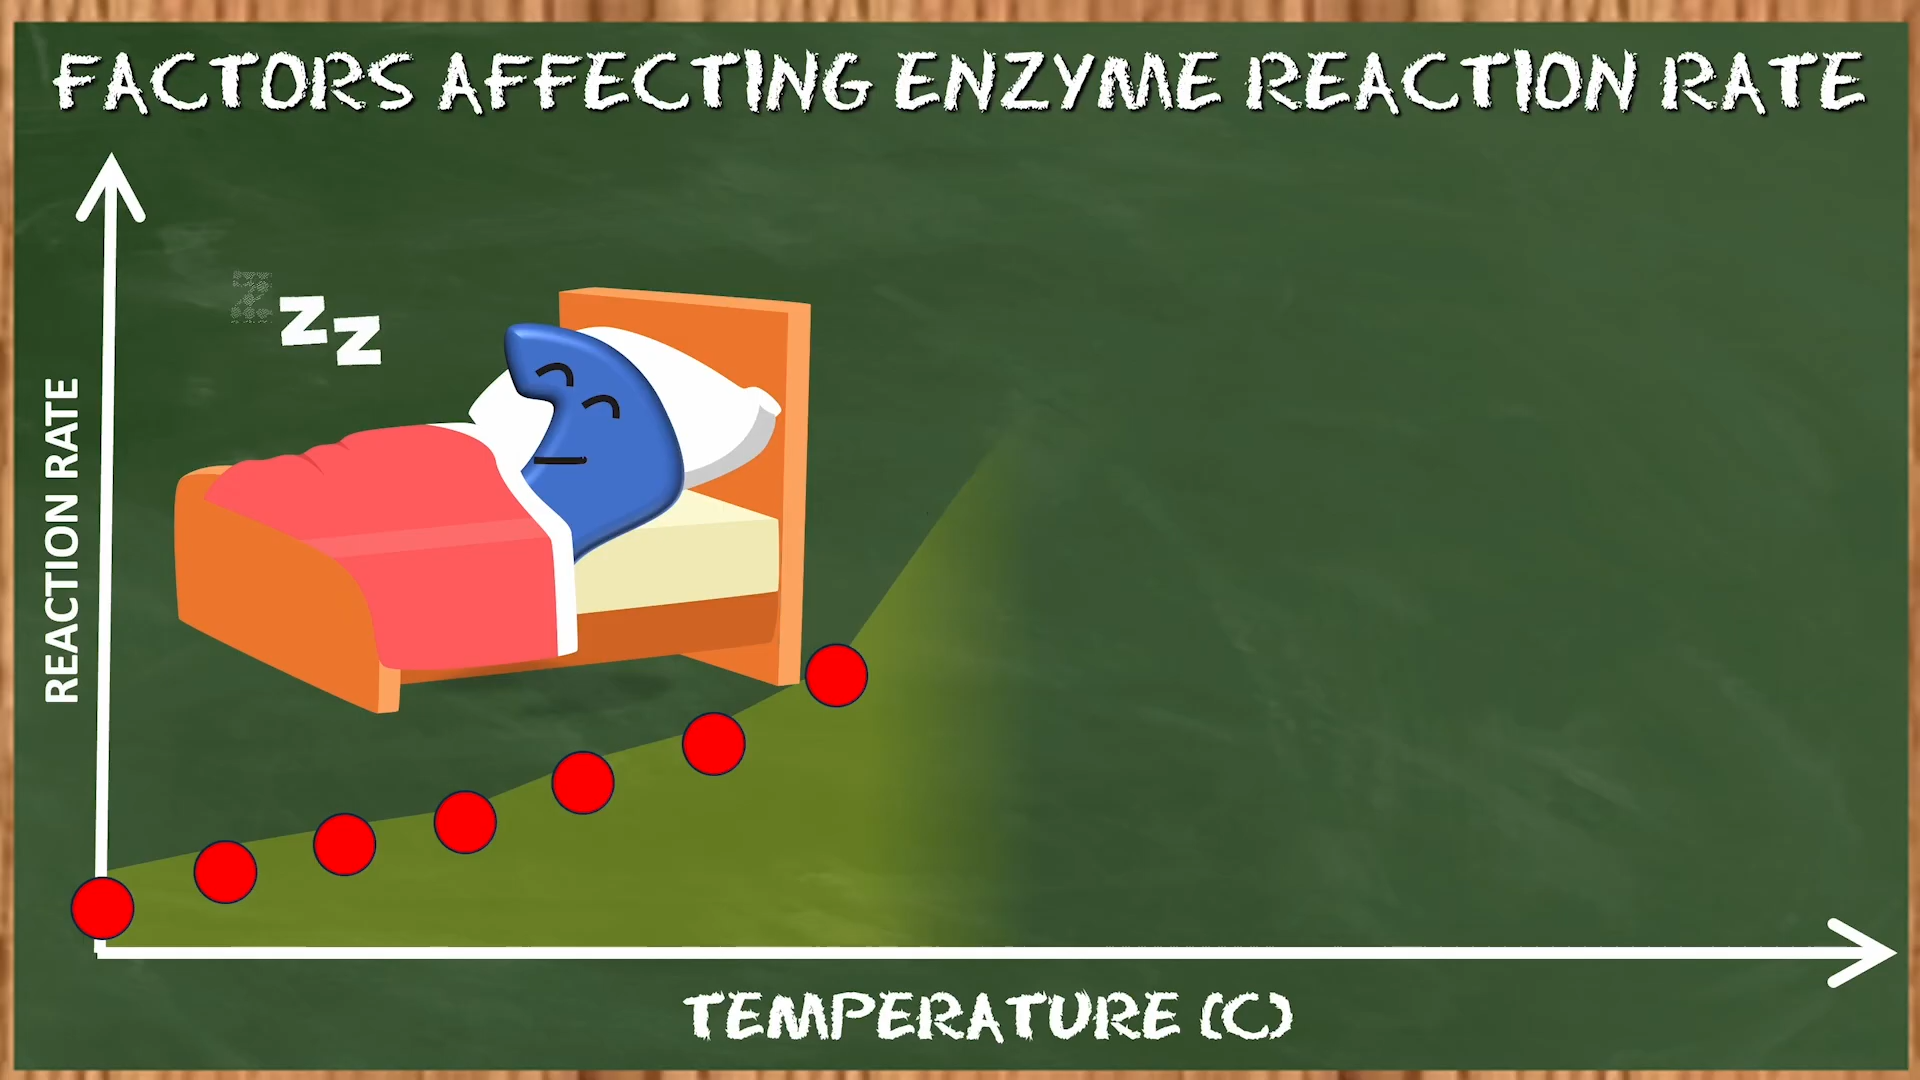 FACTORS AFFECTING ENZYME REACTION RATE
Z Z Z
REACTION RATE
TEMPERATURE (C)